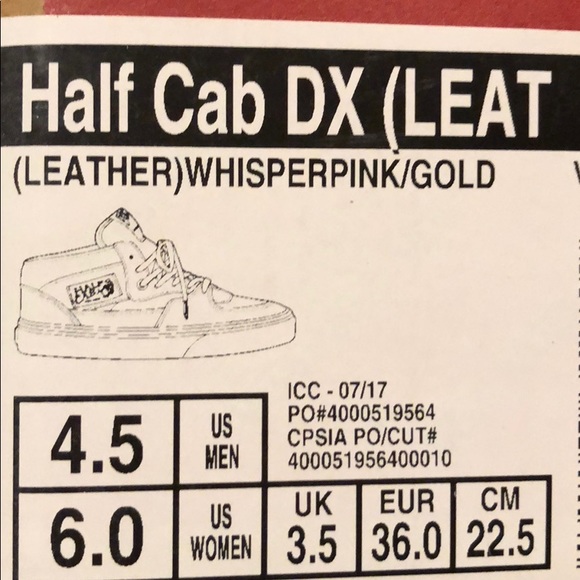 Half Cab DX (LEAT
(LEATHER)WHISPERPINK/GOLD
ICC - 07/17
PO#4000519564
CPSIA PO/CUT#
400051956400010
4.5 US MEN
6.0 US WOMEN
UK 3.5
EUR 36.0
CM 22.5